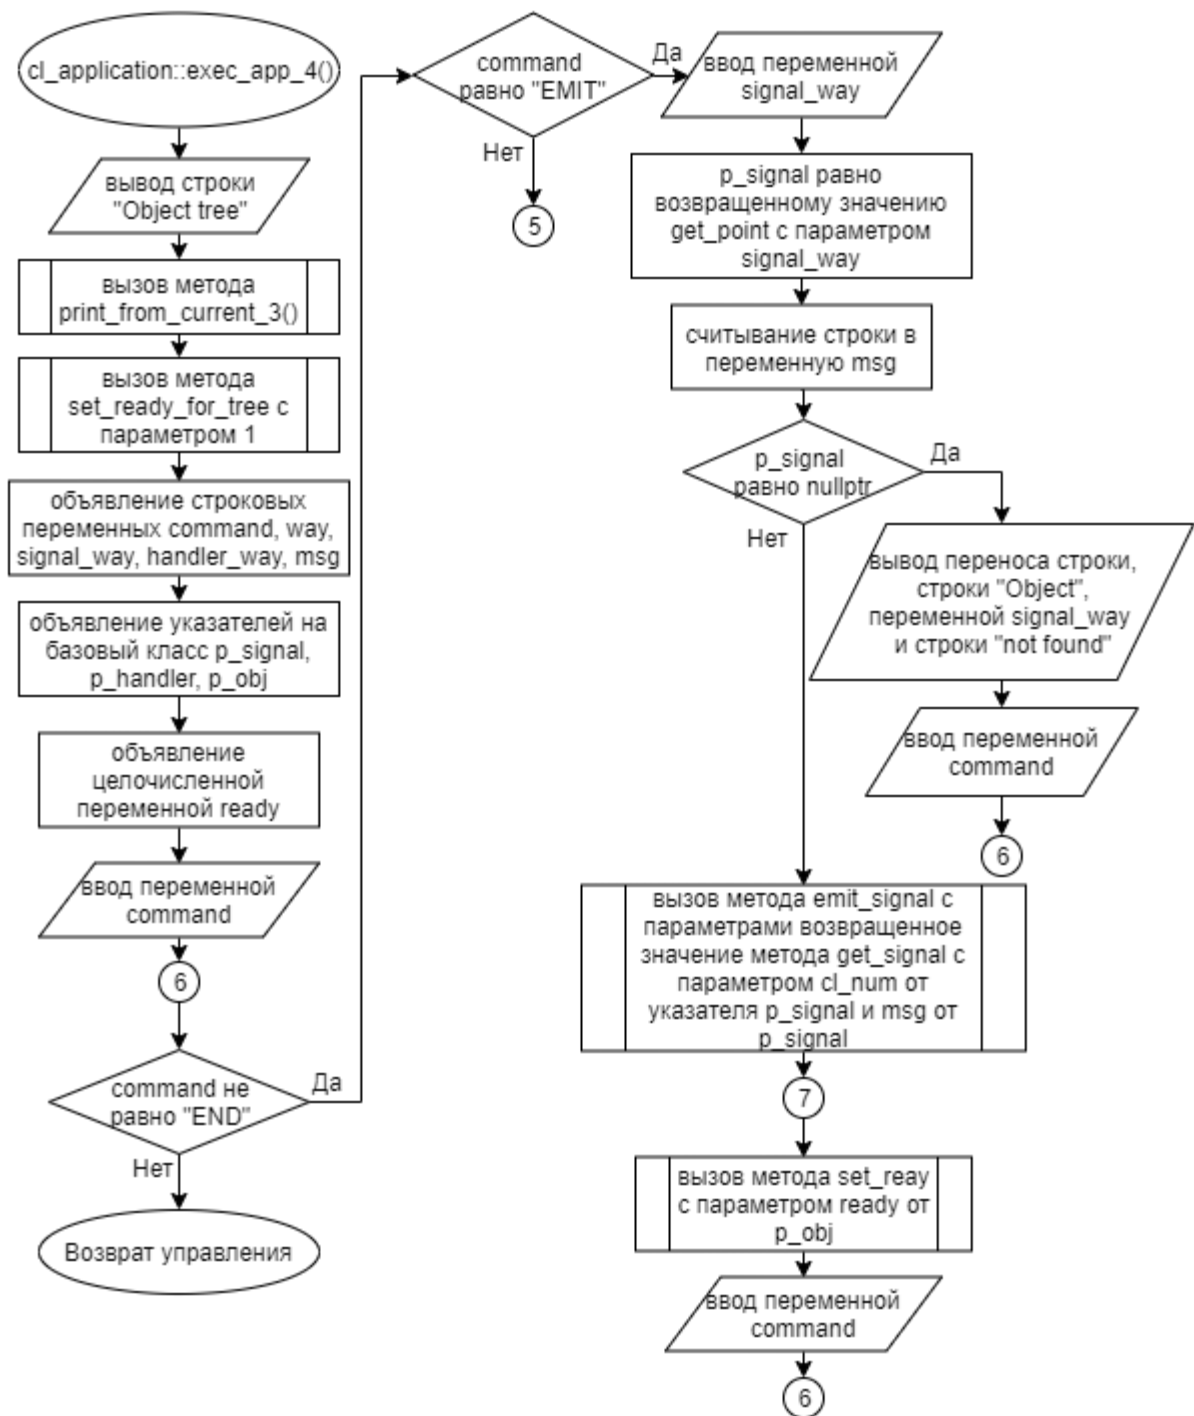 cl_application::exec_app_4()
вывод строки
"Object tree"
вызов метода
print_from_current_3()
вызов метода
set_ready_for_tree с
параметром 1
объявление строковых
переменных command, way,
signal_way, handler_way, msg
объявление указателей на
базовый класс p_signal,
p_handler, p_obj
объявление
целочисленной
переменной ready
ввод переменной
command
6
command не
равно "END"
Да
Нет
Возврат управления
command
равно "EMIT"
Да
Нет
5
ввод переменной
signal_way
p_signal равно
возвращенному значению
get_point с параметром
signal_way
считывание строки в
переменную msg
p_signal
равно nullptr
Да
Нет
вывод переноса строки,
строки "Object",
переменной signal_way
и строки "not found"
ввод переменной
command
6
вызов метода emit_signal с
параметрами возвращенное
значение метода get_signal с
параметром cl_num от
указателя p_signal и msg от
p_signal
7
вызов метода set_reay
с параметром ready от
p_obj
ввод переменной
command
6